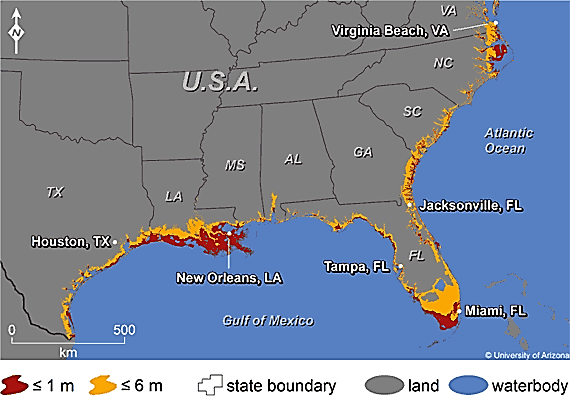 VA
Virginia Beach, VA
N
NC
U.S.A.
SC
Atlantic
Ocean
MS
AL
GA
TX
LA
Jacksonville, FL
Houston, TX
FL
New Orleans, LA
Tampa, FL
Miami, FL
Gulf of Mexico
0
500
km
© University of Arizona
≤ 1 m
≤ 6 m
state boundary
land
waterbody